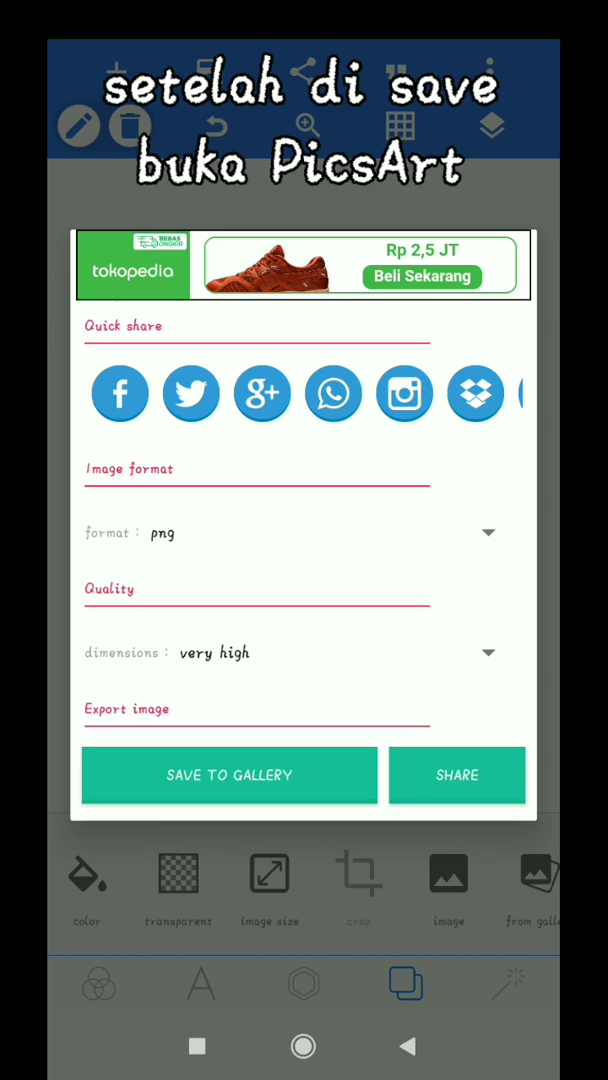 setelah di save
buka PicsArt
BEBAS ONGKIR
tokopedia
Rp 2,5 JT
Beli Sekarang
Quick share
Image format
format : png
Quality
dimensions : very high
Export image
SAVE TO GALLERY
SHARE
color
transparent
image size
crop
image
from galle